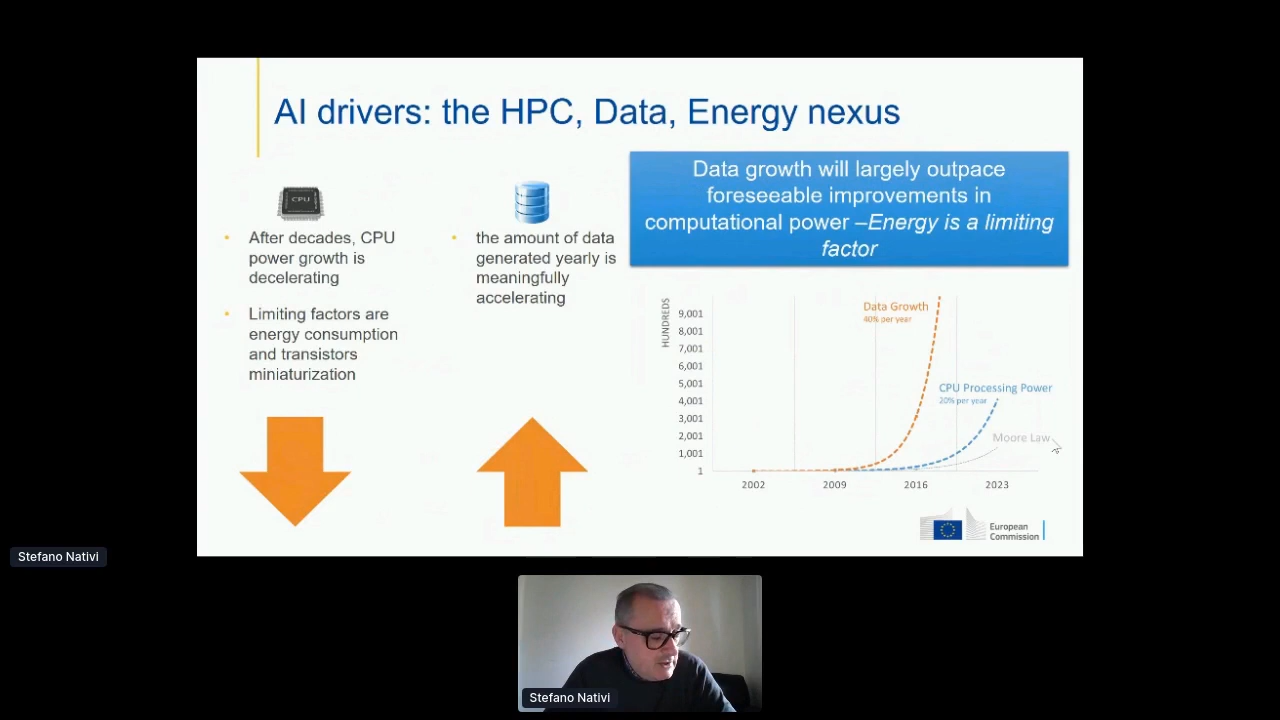 AI drivers: the HPC, Data, Energy nexus
CPU
After decades, CPU
power growth is
decelerating
Limiting factors are
energy consumption
and transistors
miniaturization
the amount of data
generated yearly is
meaningfully
accelerating
Data growth will largely outpace
foreseeable improvements in
computational power –Energy is a limiting
factor
HUNDREDS
9,001
8,001
7,001
6,001
5,001
4,001
3,001
2,001
1,001
1
Data Growth
40% per year
CPU Processing Power
20% per year
Moore Law
2002
2009
2016
2023
European
Commission
Stefano Nativi
Stefano Nativi